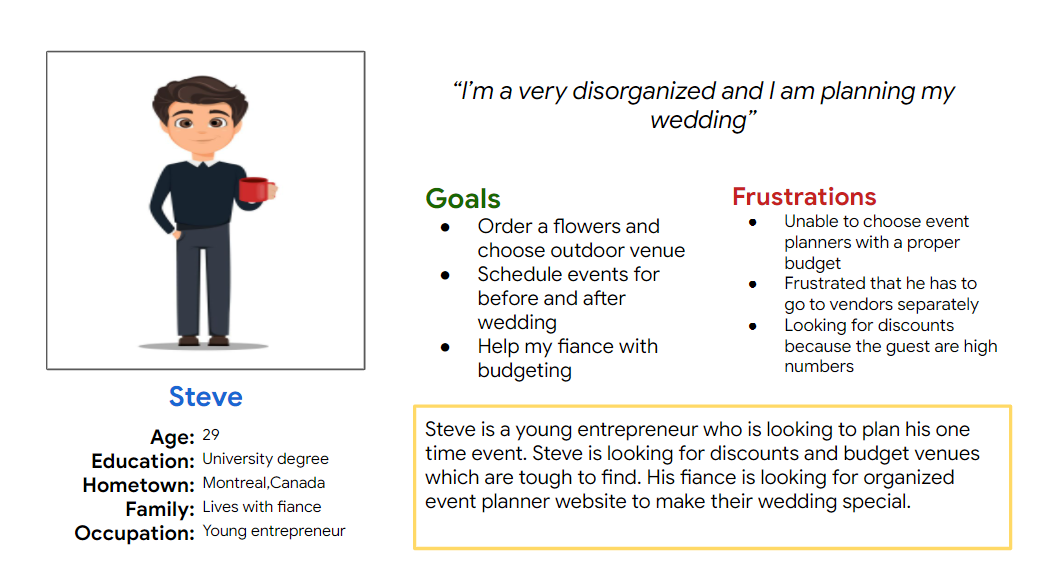 “I’m a very disorganized and I am planning my
wedding”
Goals
● Order a flowers and
choose outdoor venue
● Schedule events for
before and after
wedding
● Help my fiance with
budgeting
Frustrations
● Unable to choose event
planners with a proper
budget
● Frustrated that he has to
go to vendors separately
● Looking for discounts
because the guest are high
numbers
Steve
Age: 29
Education: University degree
Hometown: Montreal,Canada
Family: Lives with fiance
Occupation: Young entrepreneur
Steve is a young entrepreneur who is looking to plan his one
time event. Steve is looking for discounts and budget venues
which are tough to find. His fiance is looking for organized
event planner website to make their wedding special.